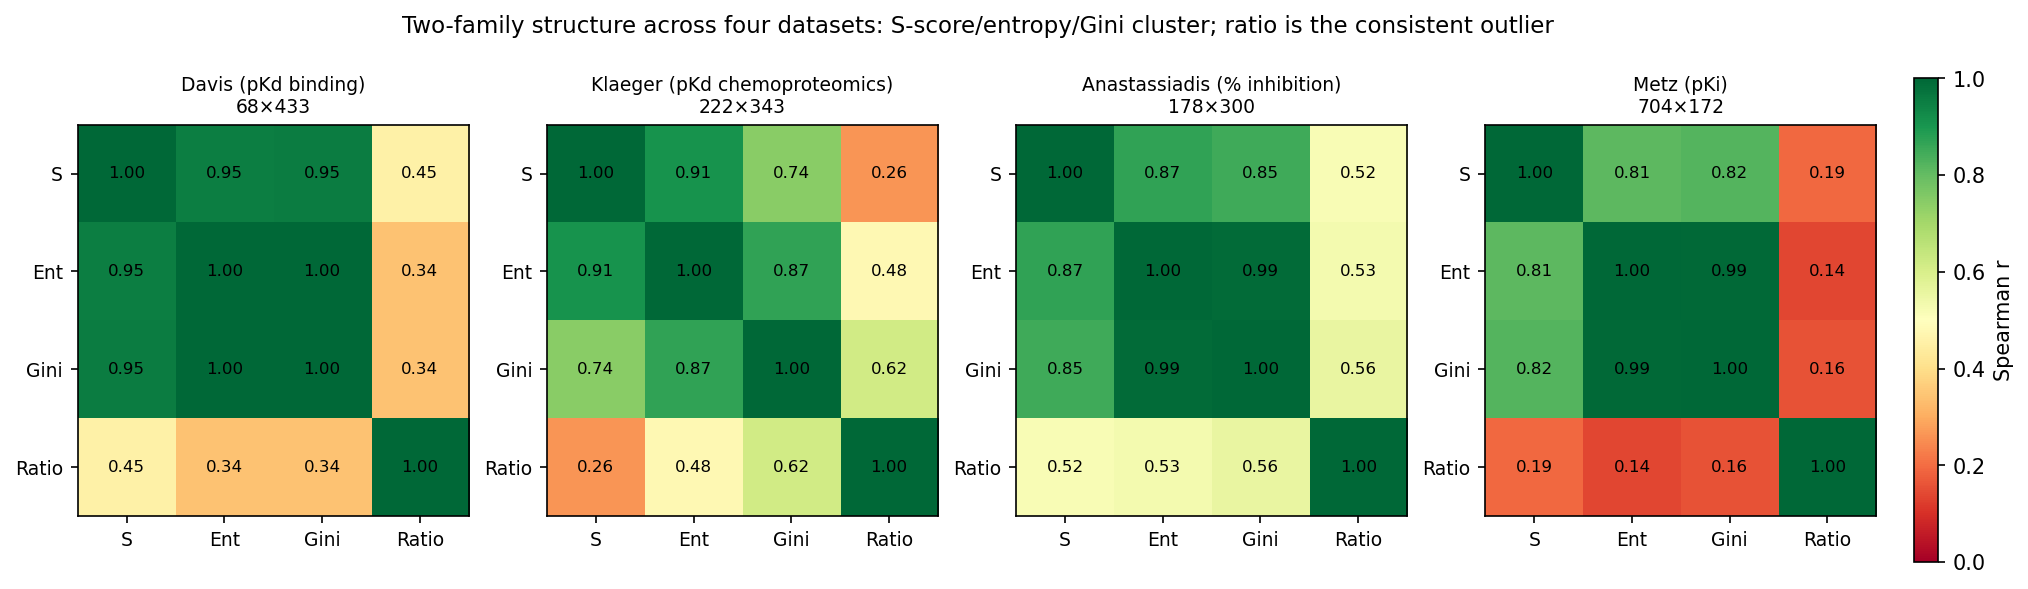 Two-family structure across four datasets: S-score/entropy/Gini cluster; ratio is the consistent outlier
Davis (pKd binding)
68×433
S 1.00 0.95 0.95 0.45
Ent 0.95 1.00 1.00 0.34
Gini 0.95 1.00 1.00 0.34
Ratio 0.45 0.34 0.34 1.00
S Ent Gini Ratio
Klaeger (pKd chemoproteomics)
222×343
S 1.00 0.91 0.74 0.26
Ent 0.91 1.00 0.87 0.48
Gini 0.74 0.87 1.00 0.62
Ratio 0.26 0.48 0.62 1.00
S Ent Gini Ratio
Anastassiadis (% inhibition)
178×300
S 1.00 0.87 0.85 0.52
Ent 0.87 1.00 0.99 0.53
Gini 0.85 0.99 1.00 0.56
Ratio 0.52 0.53 0.56 1.00
S Ent Gini Ratio
Metz (pKi)
704×172
S 1.00 0.81 0.82 0.19
Ent 0.81 1.00 0.99 0.14
Gini 0.82 0.99 1.00 0.16
Ratio 0.19 0.14 0.16 1.00
S Ent Gini Ratio
1.0
0.8
0.6
0.4
0.2
0.0
Spearman r